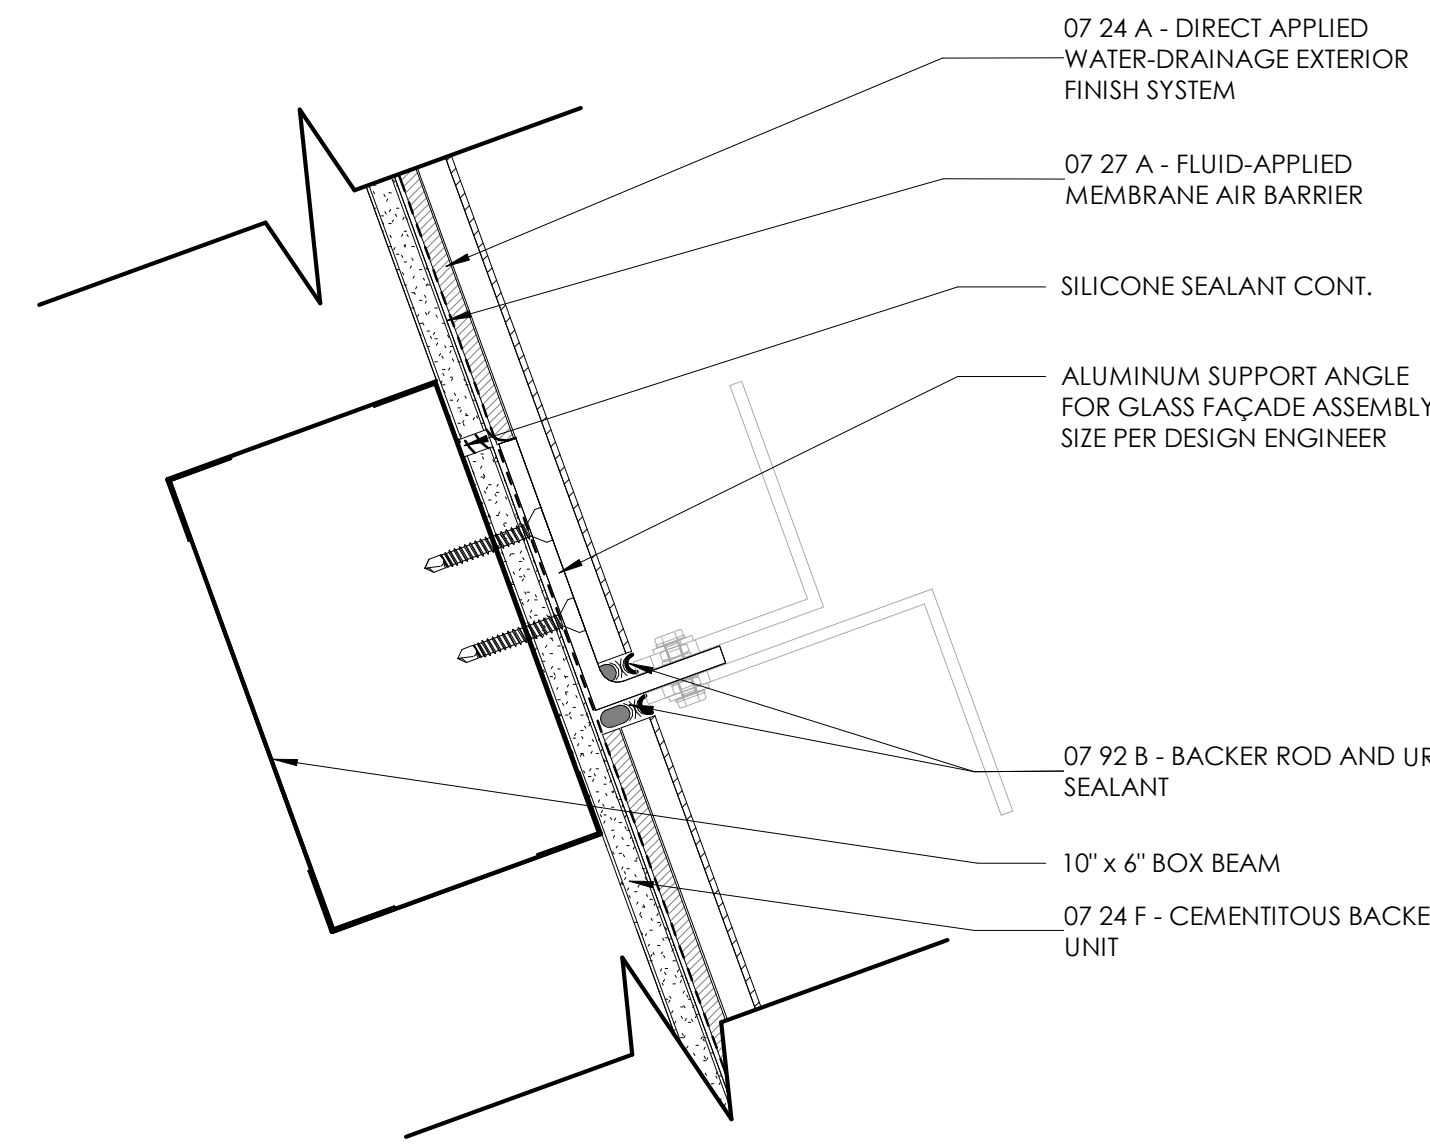 07 24 A - DIRECT APPLIED
WATER-DRAINAGE EXTERIOR
FINISH SYSTEM
07 27 A - FLUID-APPLIED
MEMBRANE AIR BARRIER
SILICONE SEALANT CONT.
ALUMINUM SUPPORT ANGLE
FOR GLASS FAÇADE ASSEMBLY
SIZE PER DESIGN ENGINEER
07 92 B - BACKER ROD AND
SEALANT
10" x 6" BOX BEAM
07 24 F - CEMENTITOUS
UNIT